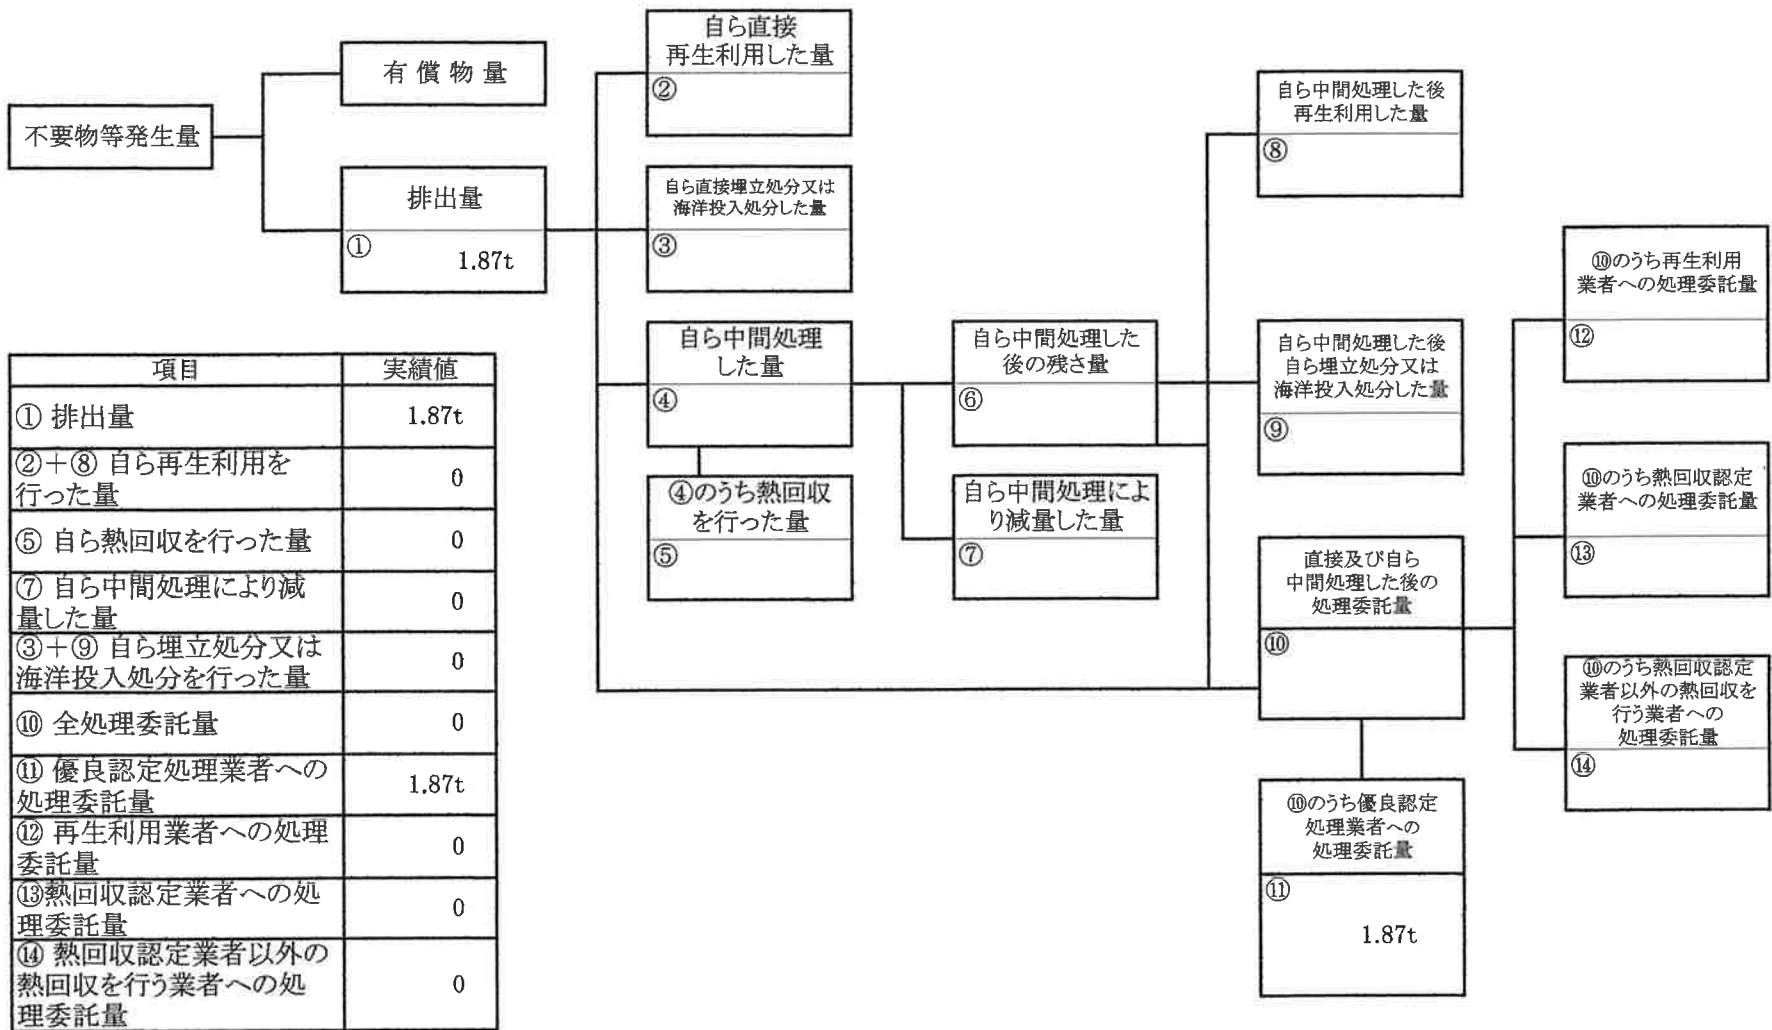 不要物等発生量
有償物量
排出量
①
1.87t
自ら直接
再生利用した量
②
自ら直接埋立処分又は
海洋投入処分した量
③
自ら中間処理
した量
④
④のうち熱回収
を行った量
⑤
自ら中間処理した
後の残さ量
⑥
自ら中間処理によ
り減量した量
⑦
自ら中間処理した後
再生利用した量
⑧
自ら中間処理した後
自ら埋立処分又は
海洋投入処分した量
⑨
直接及び自ら
中間処理した後の
処理委託量
⑩
⑩のうち優良認定
処理業者への
処理委託量
⑪
1.87t
⑩のうち再生利用
業者への処理委託量
⑫
⑩のうち熱回収認定
業者への処理委託量
⑬
⑩のうち熱回収認定
業者以外の熱回収を
行う業者への
処理委託量
⑭
項目 実績値
① 排出量 1.87t
②+⑧ 自ら再生利用を
行った量 0
⑤ 自ら熱回収を行った量 0
⑦ 自ら中間処理により減
量した量 0
③+⑨ 自ら埋立処分又は
海洋投入処分を行った量 0
⑩ 全処理委託量 0
⑪ 優良認定処理業者への
処理委託量 1.87t
⑫ 再生利用業者への処理
委託量 0
⑬熱回収認定業者への処
理委託量 0
⑭ 熱回収認定業者以外の
熱回収を行う業者への処
理委託量 0